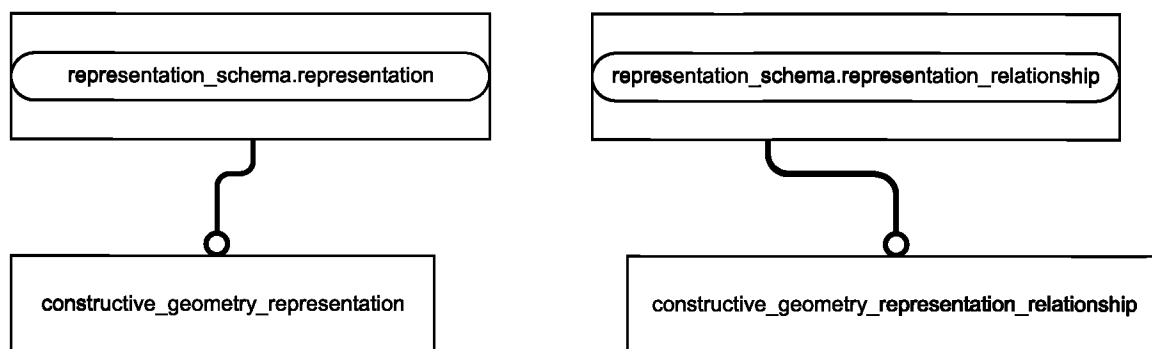 representation_schema.representation
representation_schema.representation_relationship
constructive_geometry_representation
constructive_geometry_representation_relationship